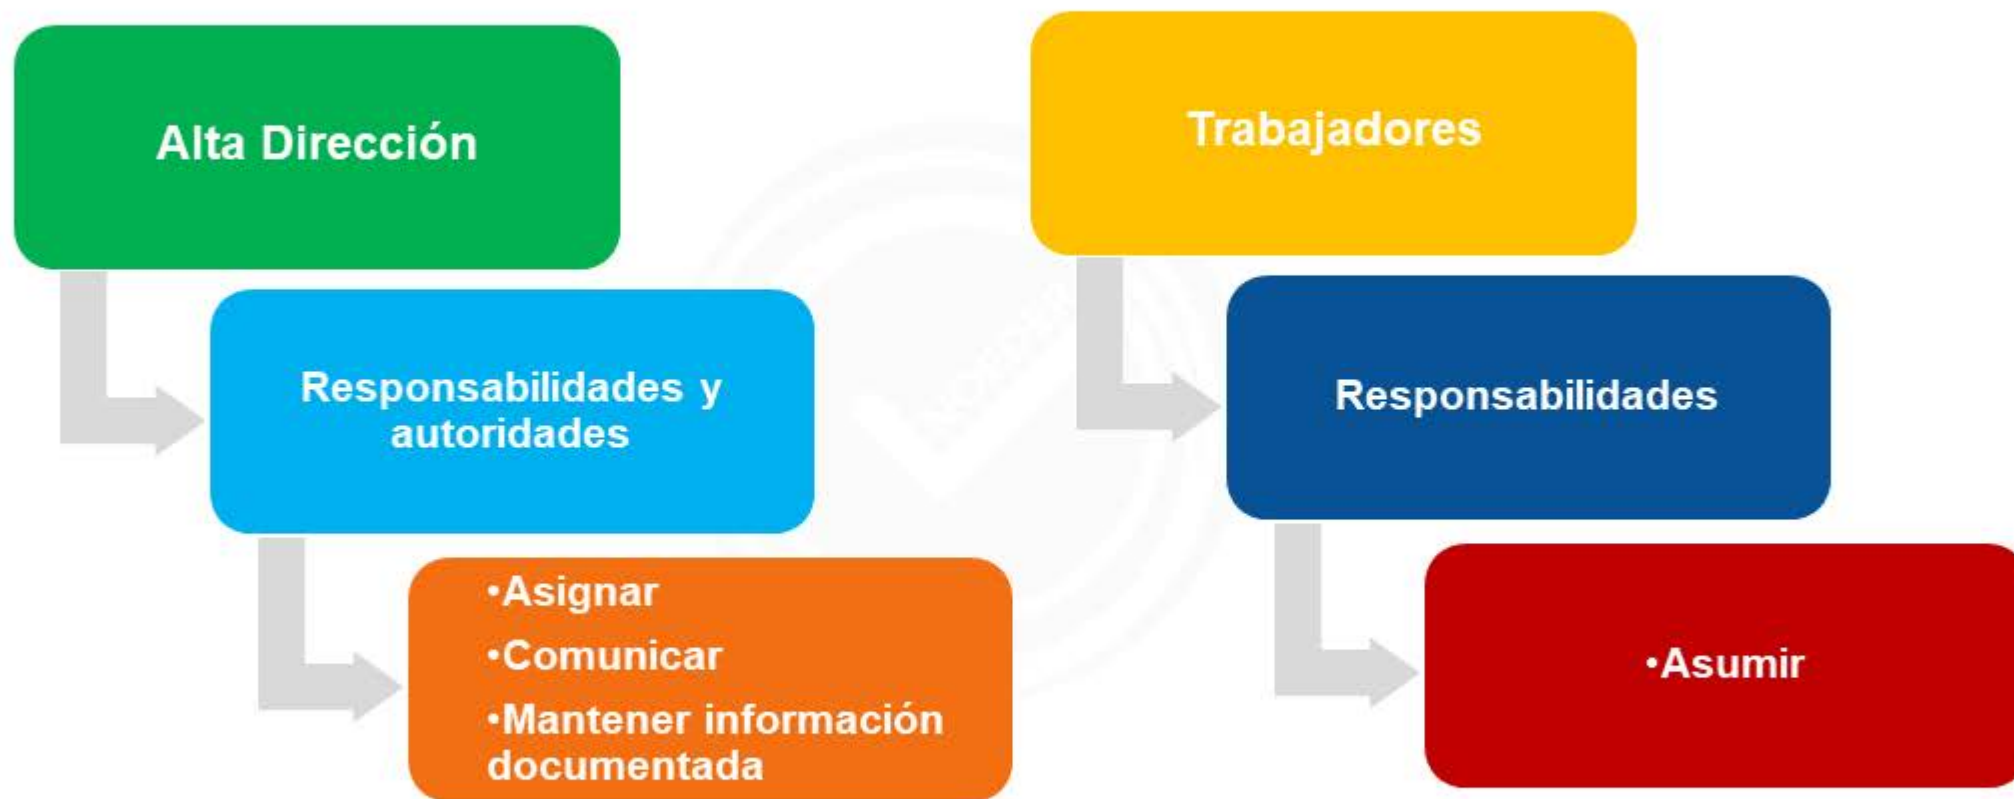 Alta Dirección
Responsabilidades y
autoridades
•Asignar
•Comunicar
•Mantener información
documentada
Trabajadores
Responsabilidades
•Asumir